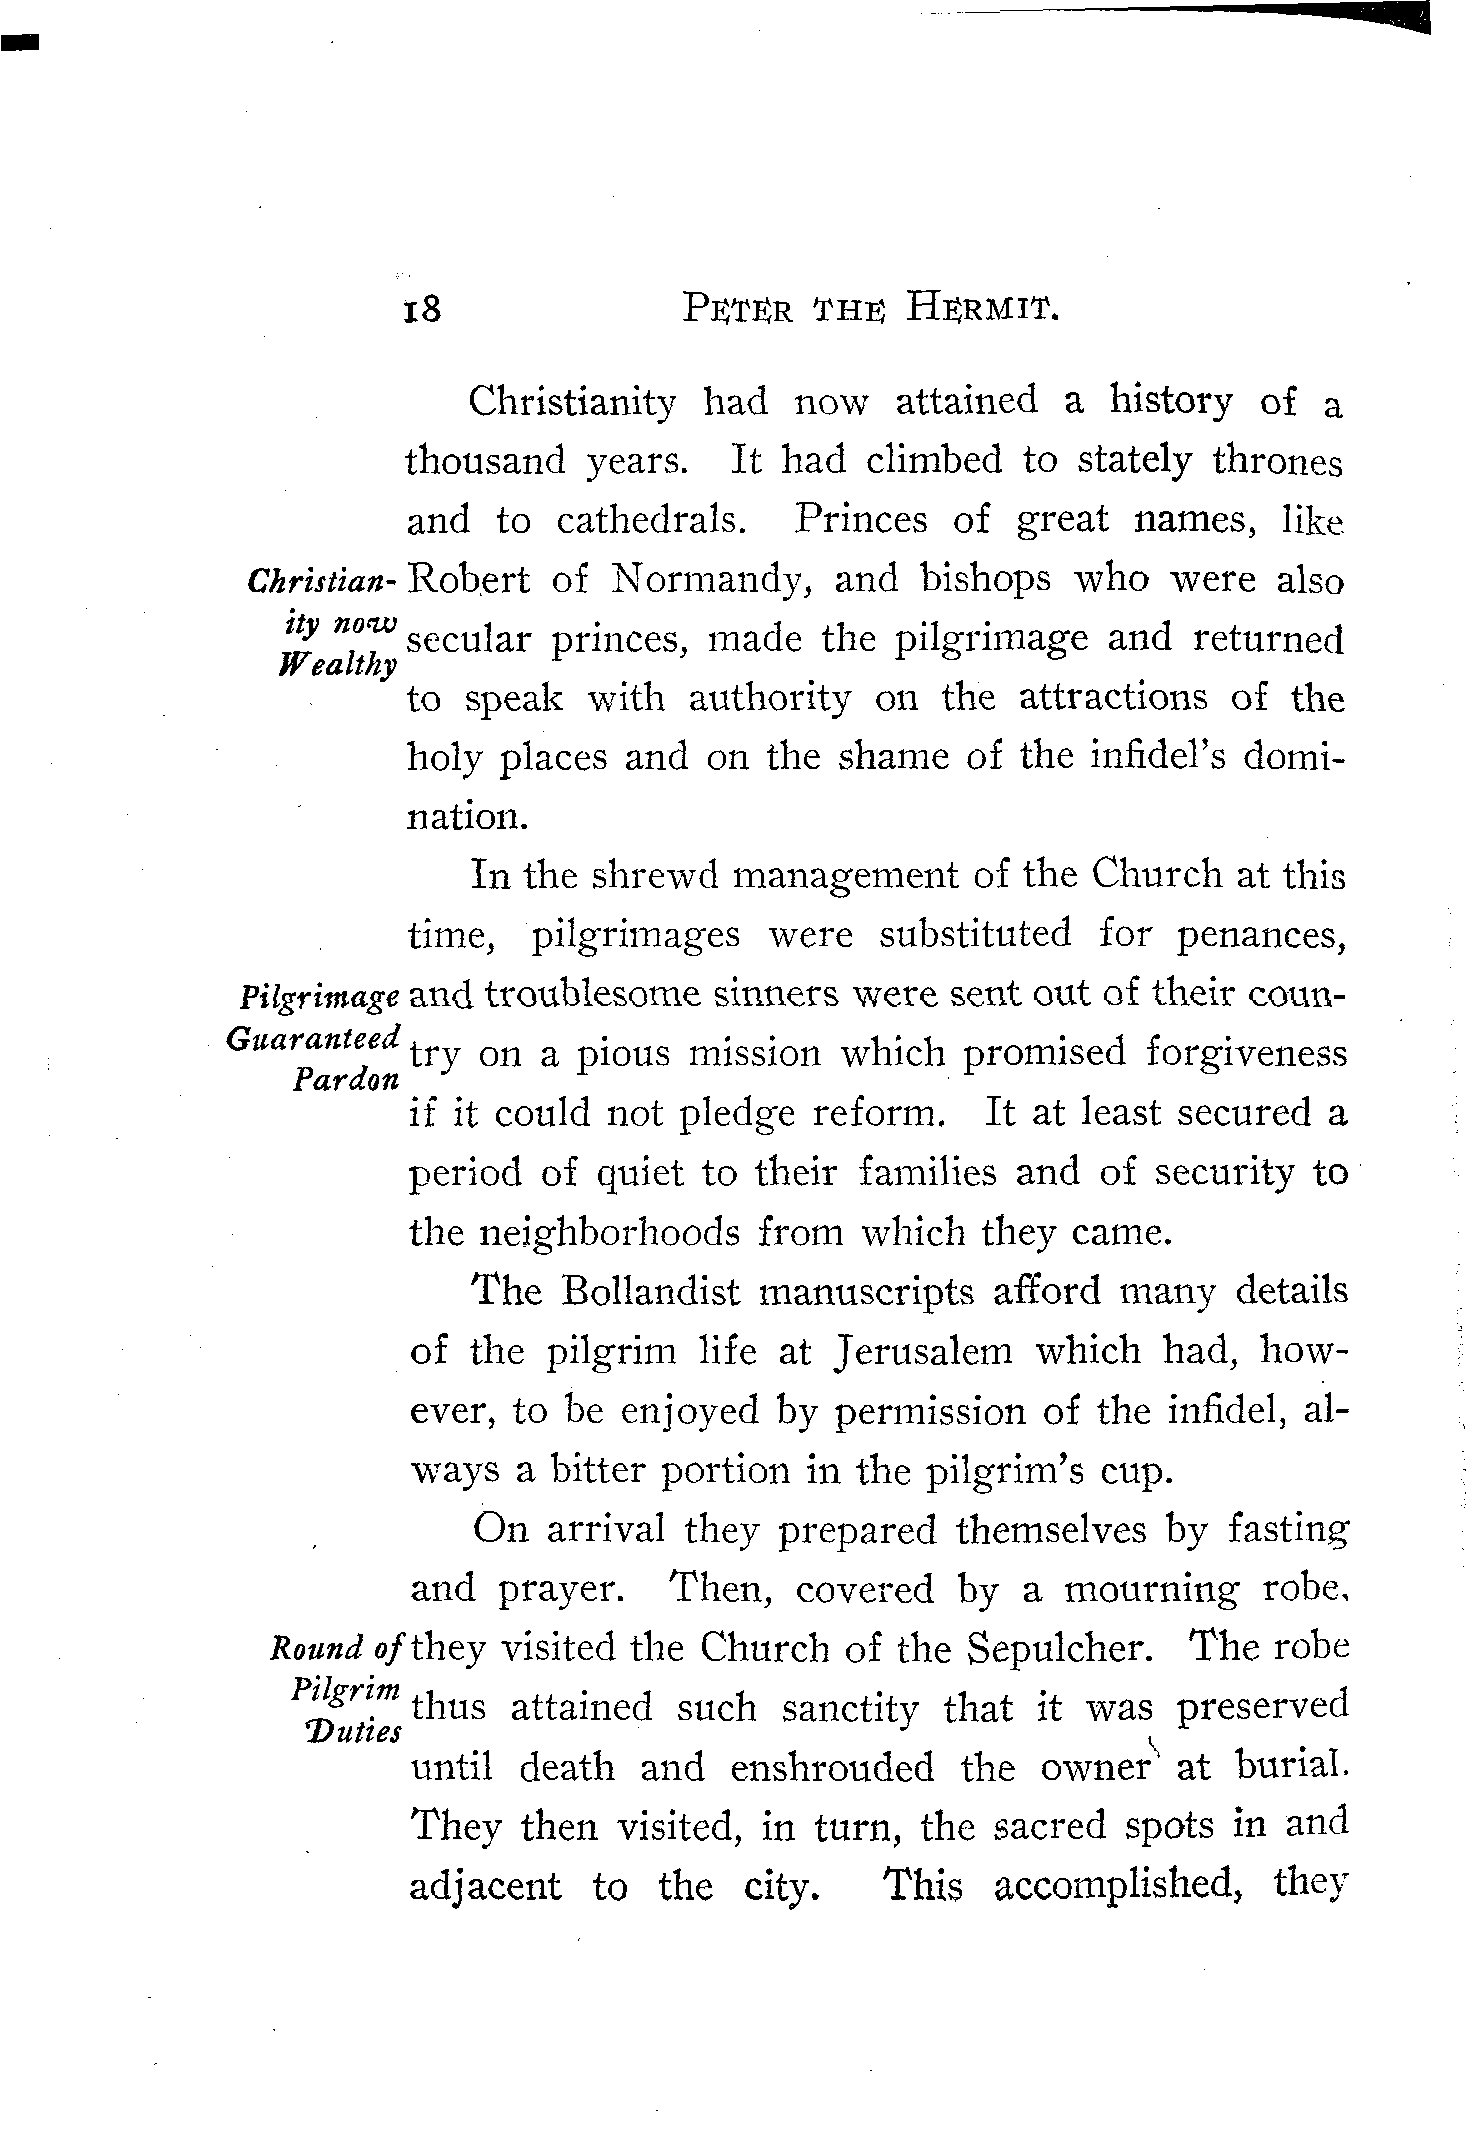 18 PETER THE HERMIT.
Christianity had now attained a history of a
thousand years. It had climbed to stately thrones
and to cathedrals. Princes of great names, like
Christian-
ity now
Wealthy
Robert of Normandy, and bishops who were also
secular princes, made the pilgrimage and returned
to speak with authority on the attractions of the
holy places and on the shame of the infidel's domi-
nation.
In the shrewd management of the Church at this
time, pilgrimages were substituted for penances,
Pilgrimage
Guaranteed
Pardon
and troublesome sinners were sent out of their coun-
try on a pious mission which promised forgiveness
if it could not pledge reform. It at least secured a
period of quiet to their families and of security to
the neighborhoods from which they came.
The Bollandist manuscripts afford many details
of the pilgrim life at Jerusalem which had, how-
ever, to be enjoyed by permission of the infidel, al-
ways a bitter portion in the pilgrim's cup.
On arrival they prepared themselves by fasting
and prayer. Then, covered by a mourning robe,
Round of
Pilgrim
Duties
they visited the Church of the Sepulcher. The robe
thus attained such sanctity that it was preserved
until death and enshrouded the owner at burial.
They then visited, in turn, the sacred spots in and
adjacent to the city. This accomplished, they